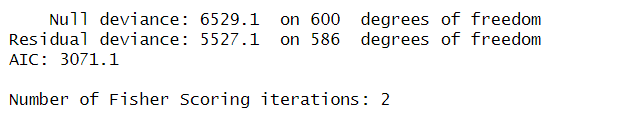 Null deviance: 6529.1  on 600  degrees of freedom
Residual deviance: 5527.1  on 586  degrees of freedom
AIC: 3071.1
Number of Fisher Scoring iterations: 2